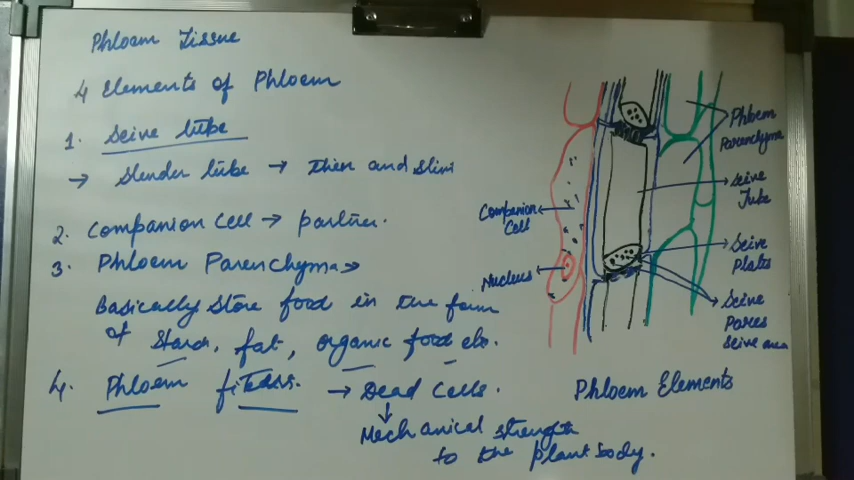 Phloem Tissue
4 Elements of Phloem
1. Seive tube
→ Slender tube → thin and slim
2. Companion Cell → partner.
3. Phloem Parenchyma →
Basically store food in the form
of Starch, fat, organic food etc.
4. Phloem fibers. → Dead Cells.
↓
Mechanical strength
to the plant body.
Phloem
Parenchyma
Seive
Tube
Companion
Cell
Seive
Plate
Nucleus
Seive
Pores
Seive area
Phloem Elements